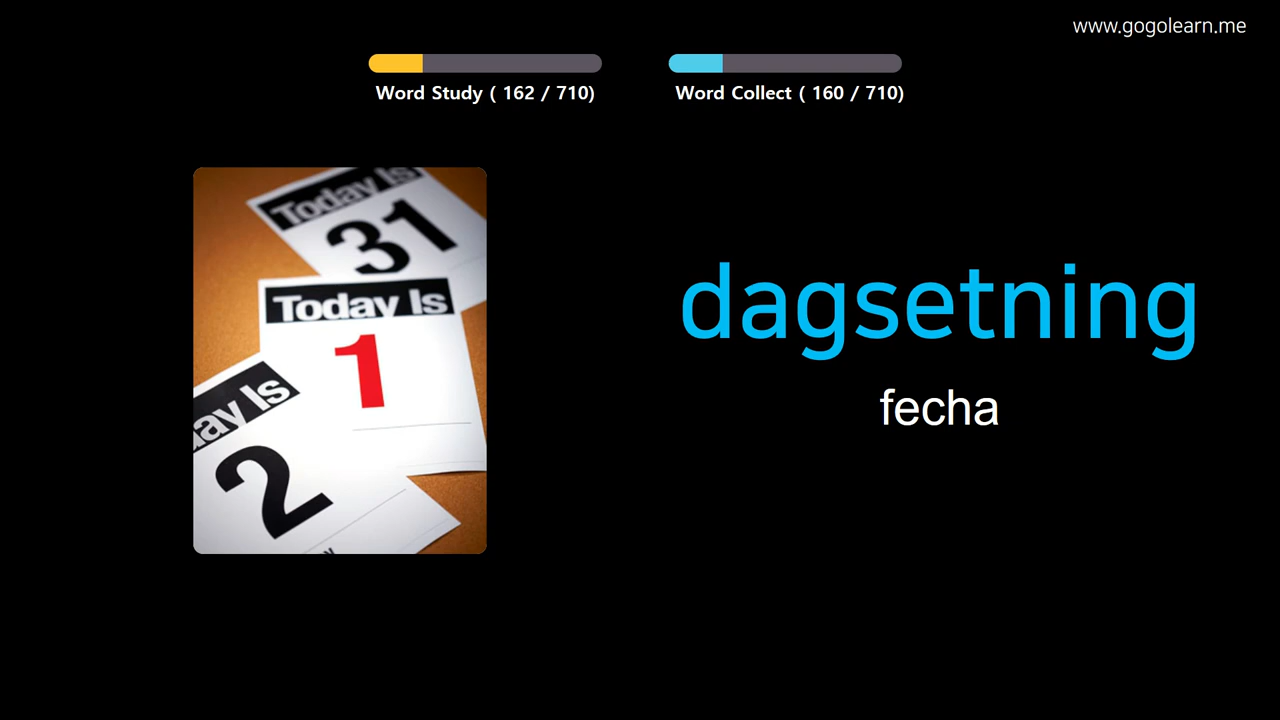 www.gogolearn.me
Word Study ( 162 / 710)
Word Collect ( 160 / 710)
Today Is
31
Today Is
1
ay Is
2
dagsetning
fecha